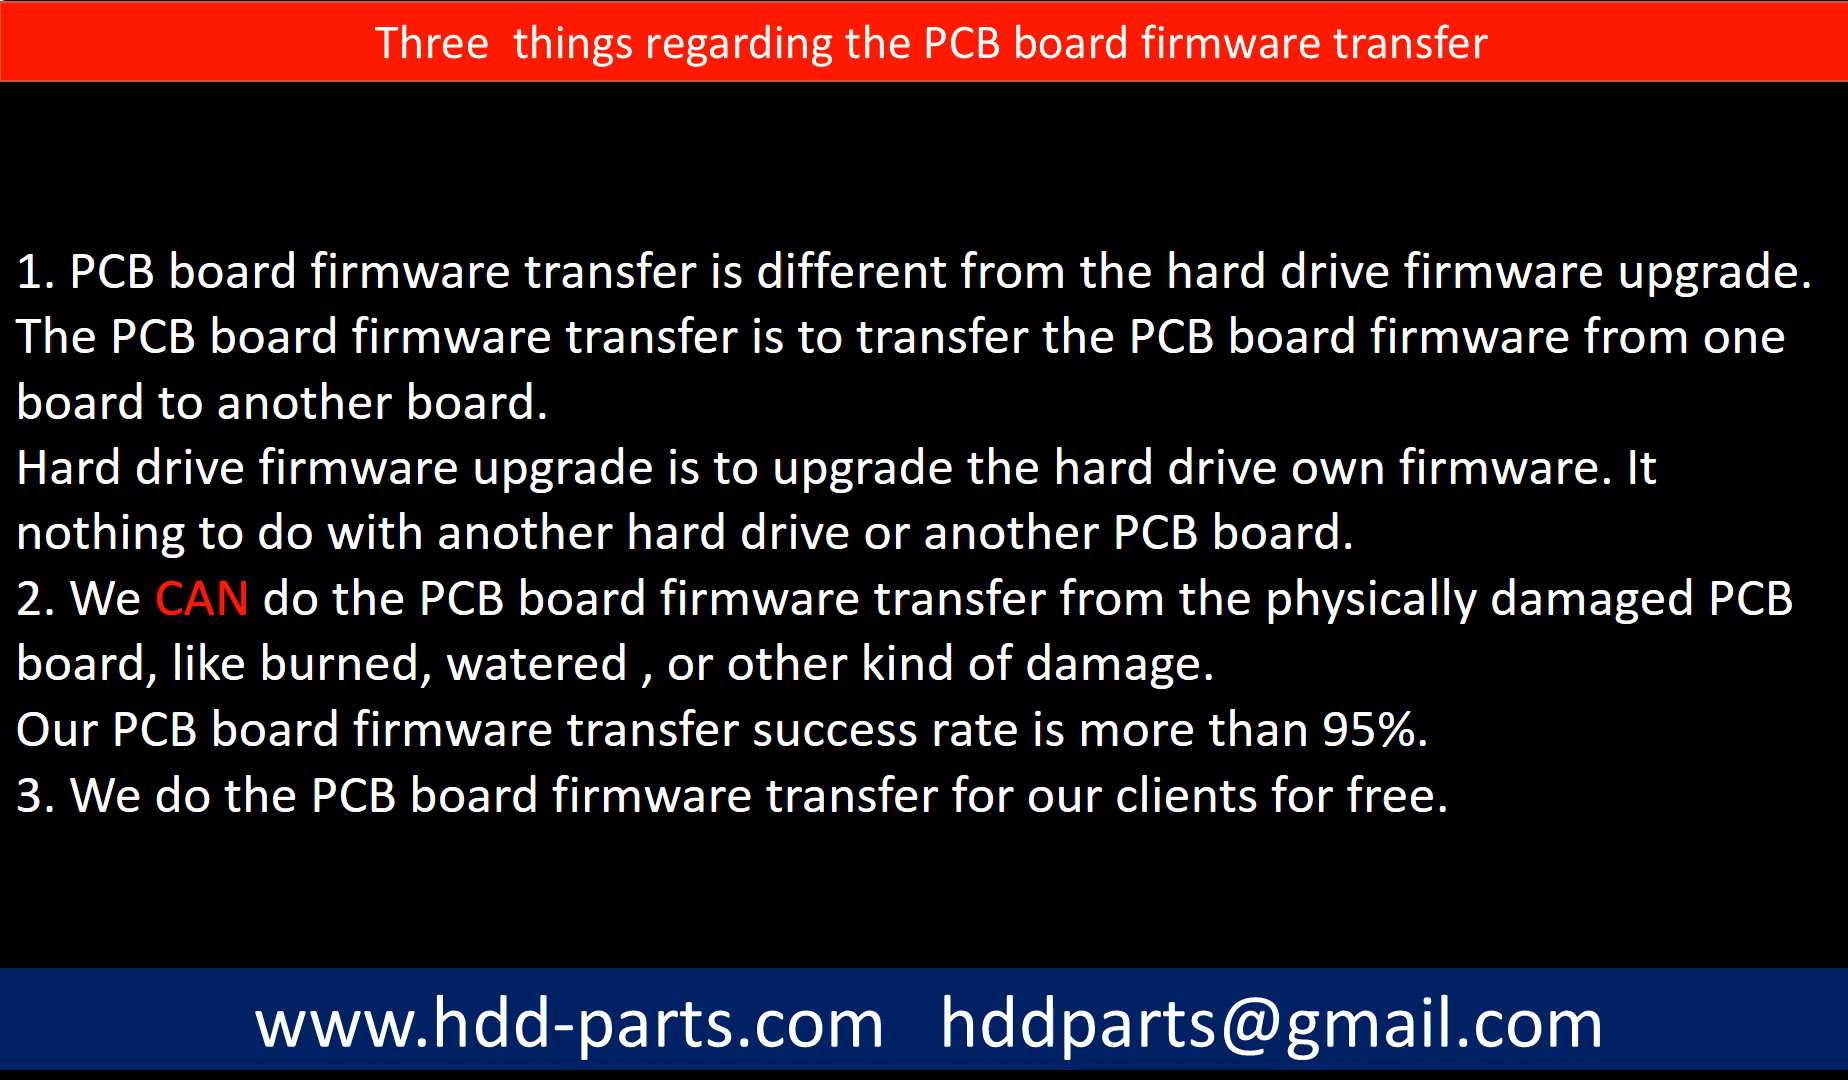 Three  things regarding the PCB board firmware transfer
1. PCB board firmware transfer is different from the hard drive firmware upgrade.
The PCB board firmware transfer is to transfer the PCB board firmware from one
board to another board.
Hard drive firmware upgrade is to upgrade the hard drive own firmware. It
nothing to do with another hard drive or another PCB board.
2. We CAN do the PCB board firmware transfer from the physically damaged PCB
board, like burned, watered , or other kind of damage.
Our PCB board firmware transfer success rate is more than 95%.
3. We do the PCB board firmware transfer for our clients for free.
www.hdd-parts.com   hddparts@gmail.com